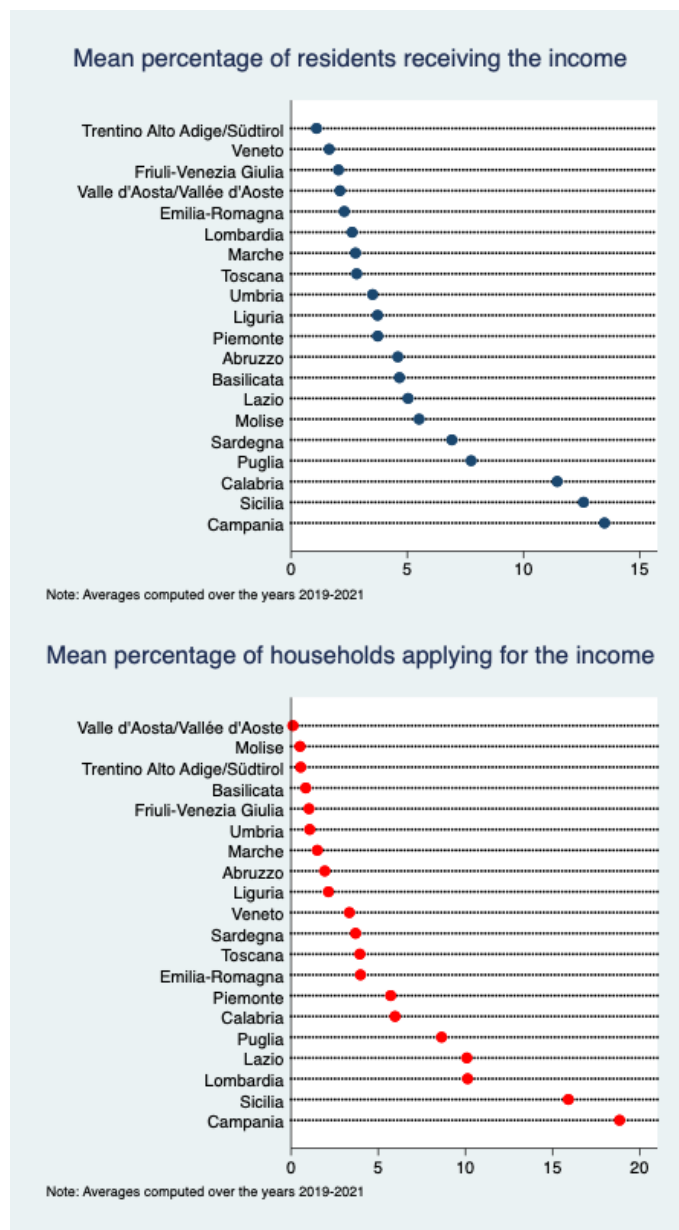 Mean percentage of residents receiving the income
Trentino Alto Adige/Südtirol
Veneto
Friuli-Venezia Giulia
Valle d'Aosta/Vallée d'Aoste
Emilia-Romagna
Lombardia
Marche
Toscana
Umbria
Liguria
Piemonte
Abruzzo
Basilicata
Lazio
Molise
Sardegna
Puglia
Calabria
Sicilia
Campania
0 5 10 15
Note: Averages computed over the years 2019-2021
Mean percentage of households applying for the income
Valle d'Aosta/Vallée d'Aoste
Molise
Trentino Alto Adige/Südtirol
Basilicata
Friuli-Venezia Giulia
Umbria
Marche
Abruzzo
Liguria
Veneto
Sardegna
Toscana
Emilia-Romagna
Piemonte
Calabria
Puglia
Lazio
Lombardia
Sicilia
Campania
0 5 10 15 20
Note: Averages computed over the years 2019-2021